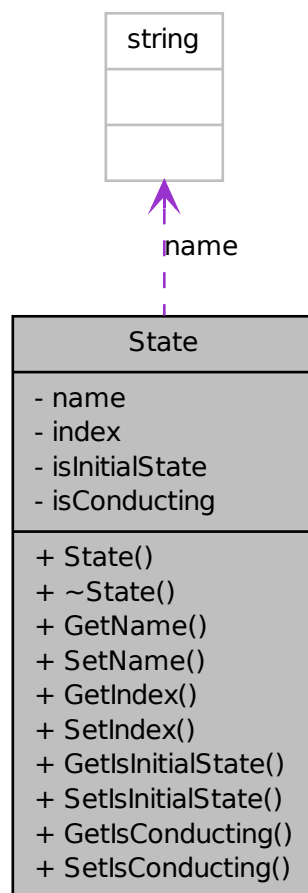 string
name
State
- name
- index
- isInitialState
- isConducting
+ State()
+ ~State()
+ GetName()
+ SetName()
+ GetIndex()
+ SetIndex()
+ GetIsInitialState()
+ SetIsInitialState()
+ GetIsConducting()
+ SetIsConducting()